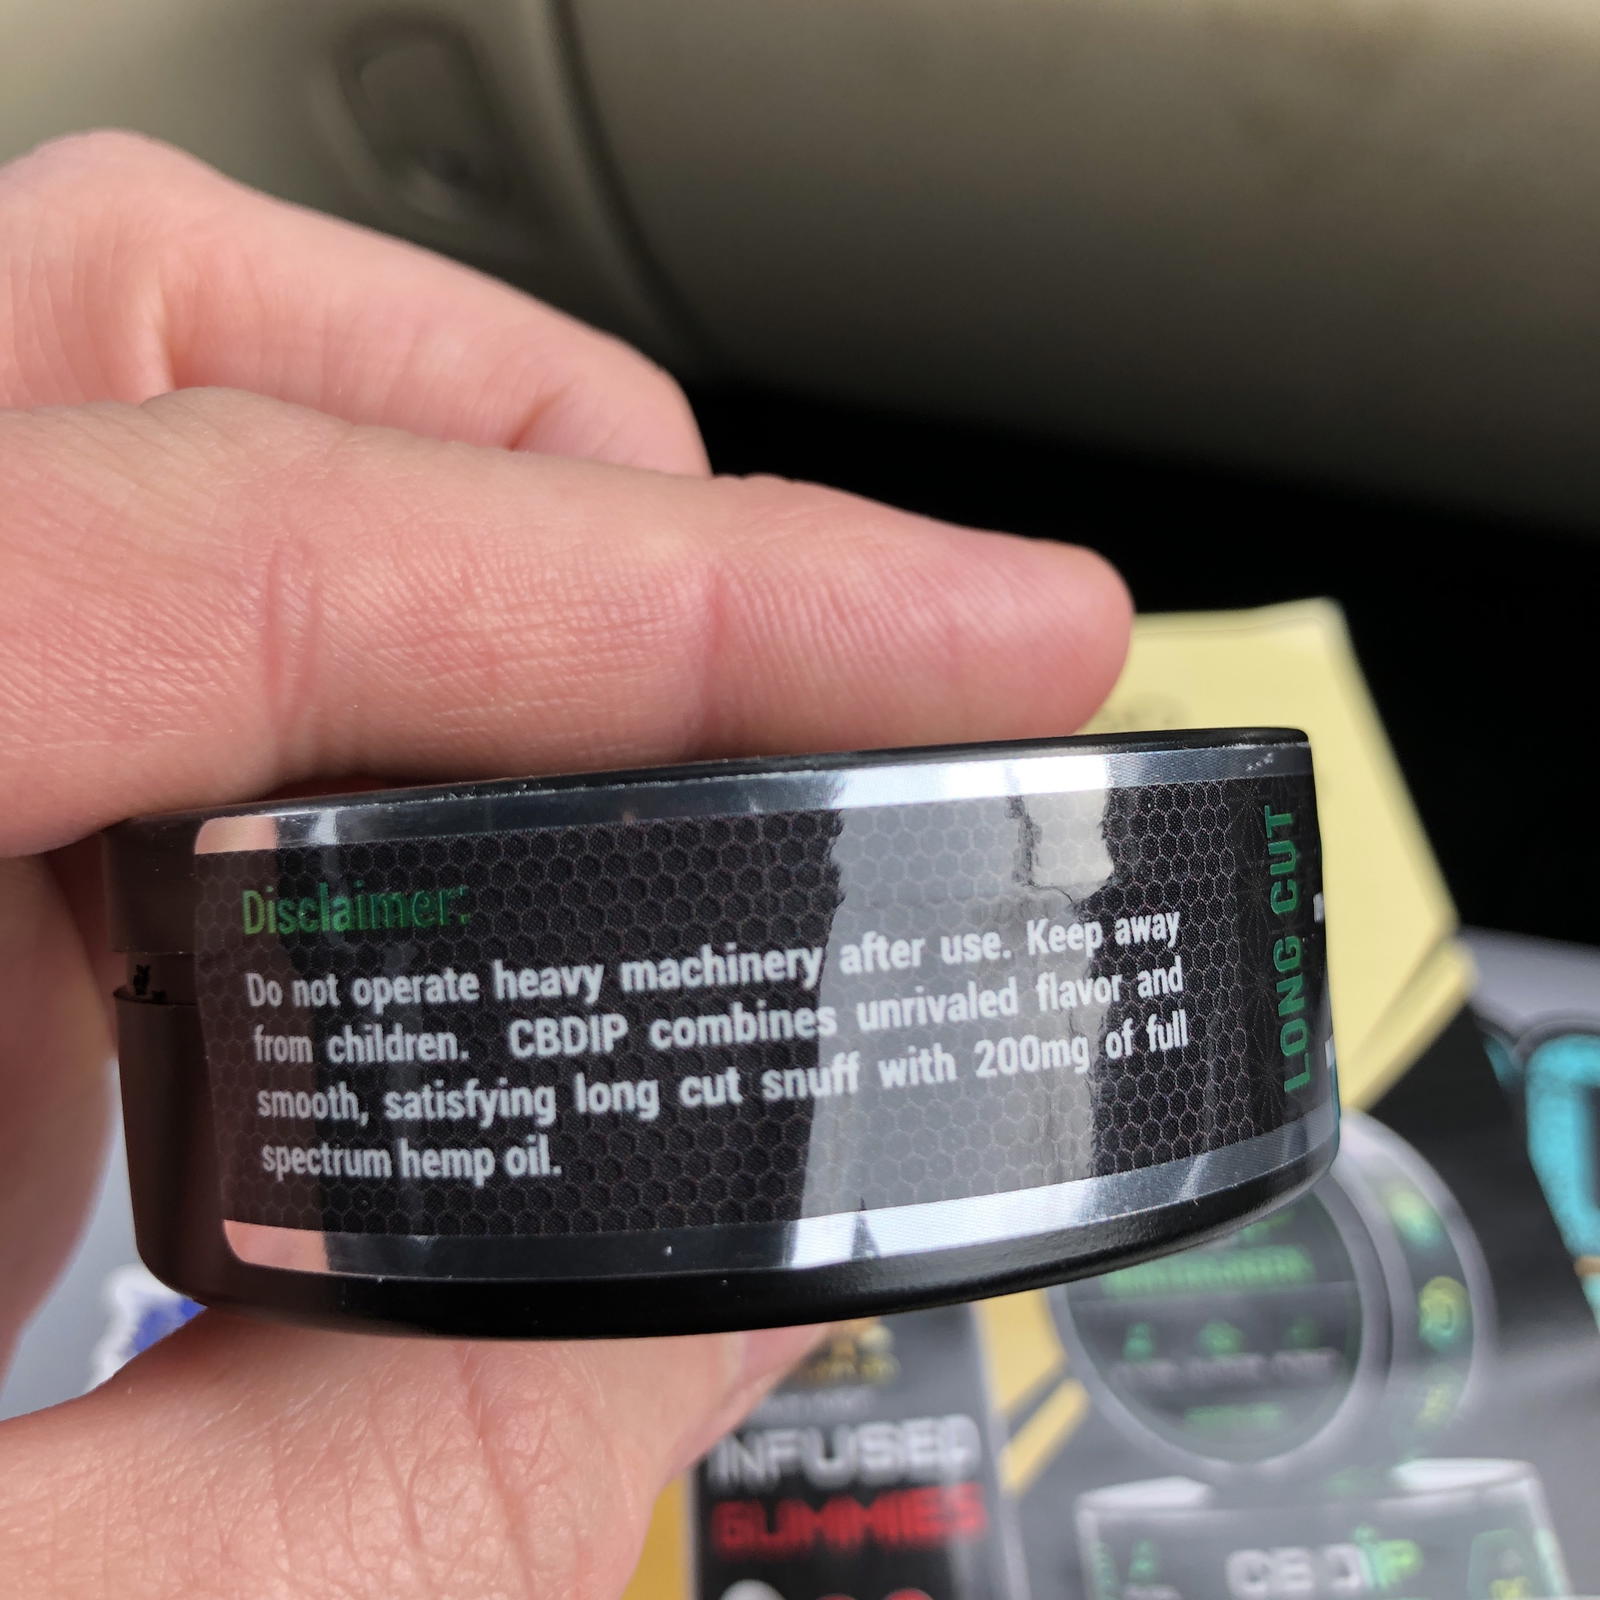 Disclaimer:
Do not operate heavy machinery after use. Keep away
from children. CBDIP combines unrivaled flavor and
smooth, satisfying long cut snuff with 200mg of full
spectrum hemp oil.
LONG CUT
INFUSED
GUMMIES
CBDiP